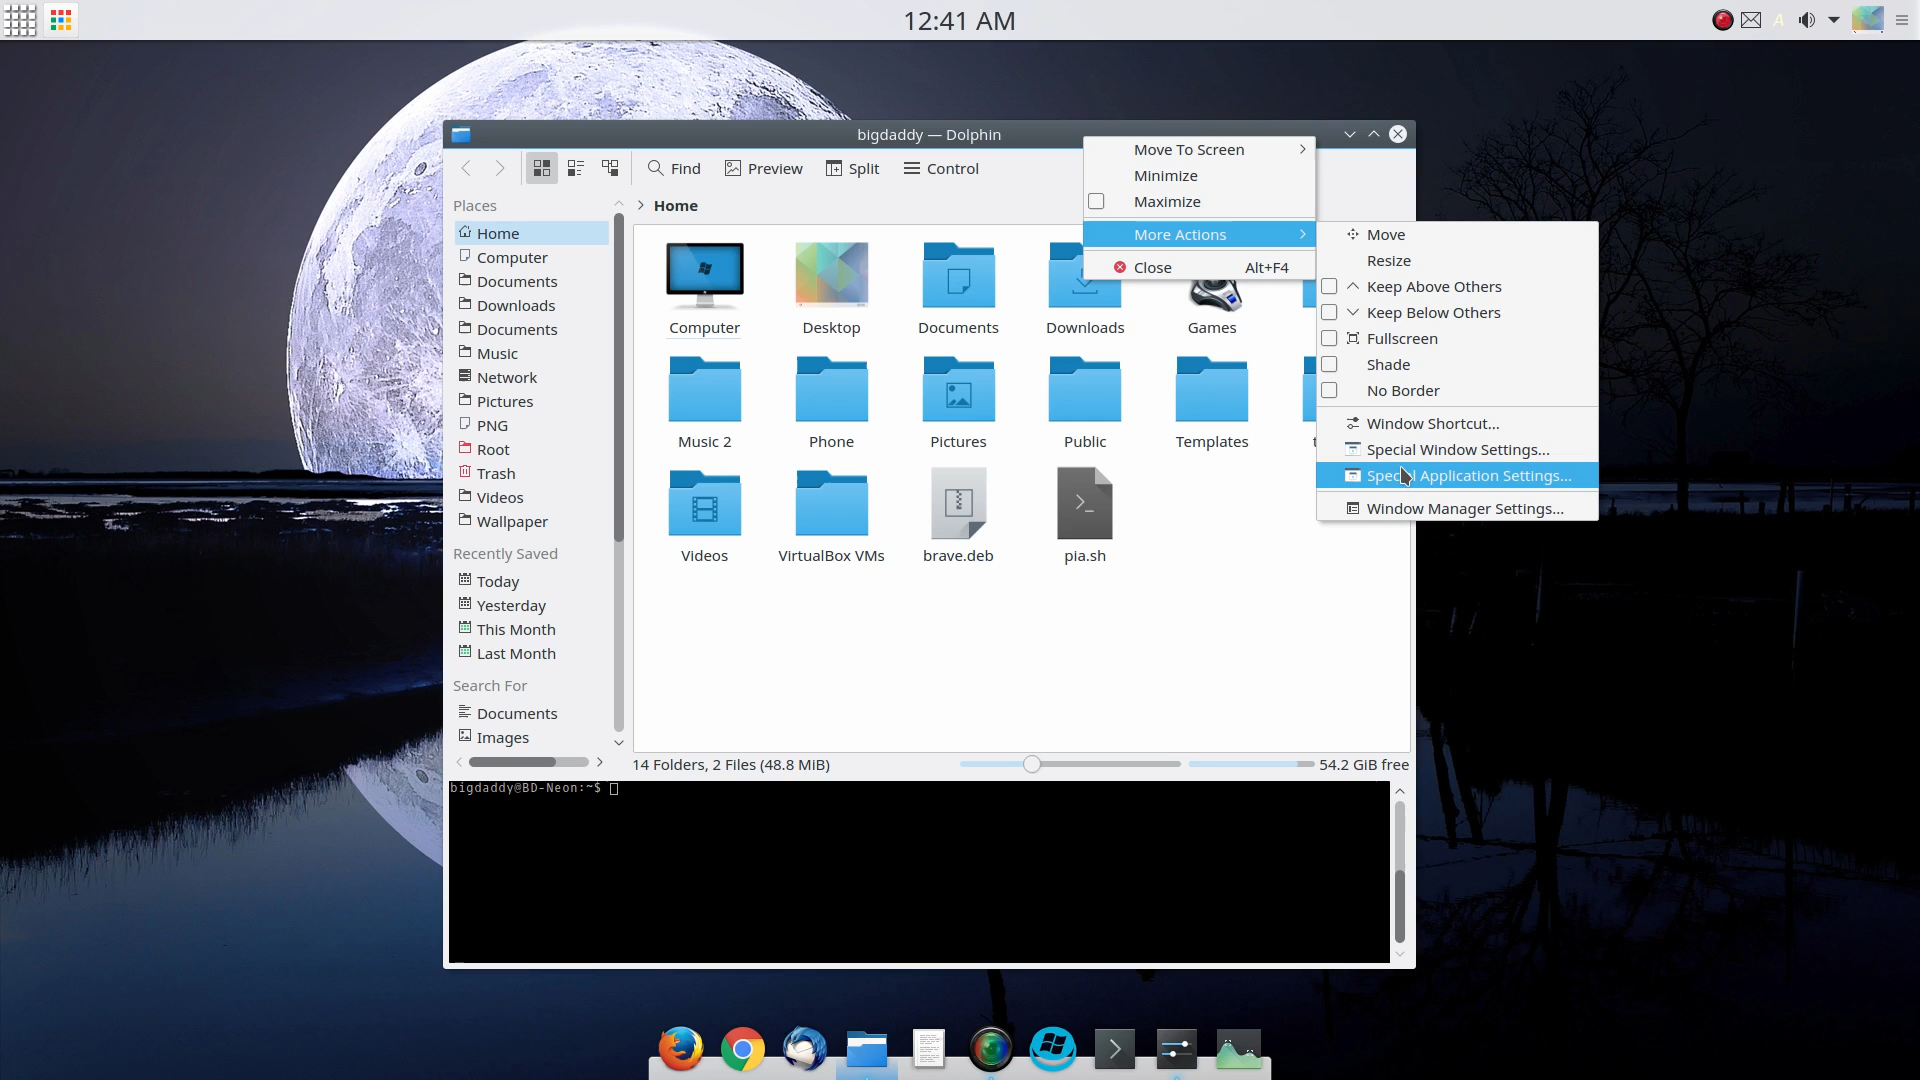 12:41 AM
A
bigdaddy — Dolphin
Find
Preview
Split
Control
Places
Home
Computer
Documents
Downloads
Documents
Music
Network
Pictures
PNG
Root
Trash
Videos
Wallpaper
Recently Saved
Today
Yesterday
This Month
Last Month
Search For
Documents
Images
Home
Computer
Desktop
Documents
Downloads
Games
Music 2
Phone
Pictures
Public
Templates
Videos
VirtualBox VMs
brave.deb
pia.sh
Move To Screen
Minimize
Maximize
More Actions
Close Alt+F4
Move
Resize
Keep Above Others
Keep Below Others
Fullscreen
Shade
No Border
Window Shortcut...
Special Window Settings...
Application Settings...
Window Manager Settings...
14 Folders, 2 Files (48.8 MiB)
54.2 GiB free
bigdaddy@BD-Neon:~$